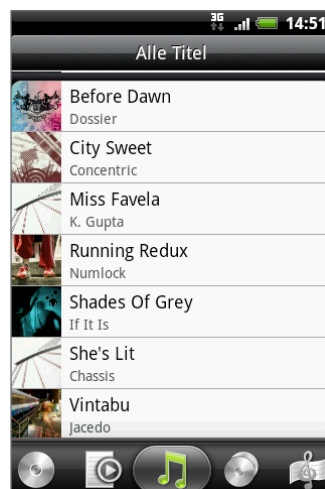 3G 14:51
Alle Titel
Before Dawn
Dossier
City Sweet
Concentric
Miss Favela
K. Gupta
Running Redux
Numlock
Shades Of Grey
If It Is
She's Lit
Chassis
Vintabu
Jacedo